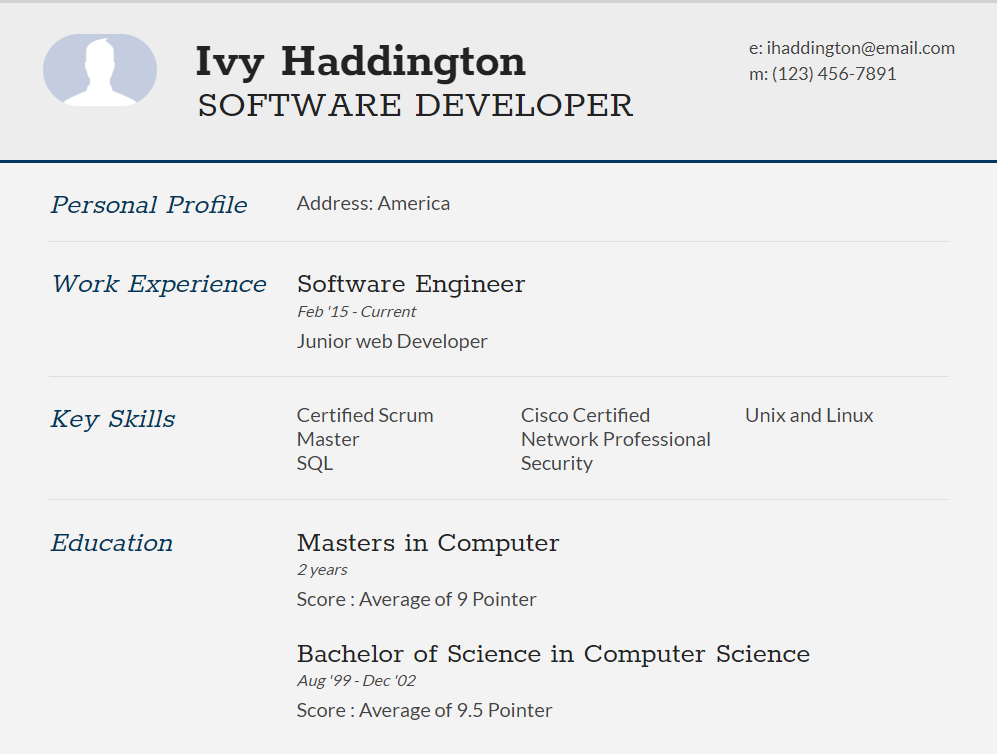 Ivy Haddington
SOFTWARE DEVELOPER
e: ihaddington@email.com
m: (123) 456-7891
Personal Profile
Address: America
Work Experience
Software Engineer
Feb '15 - Current
Junior web Developer
Key Skills
Certified Scrum
Master
SQL
Cisco Certified
Network Professional
Security
Unix and Linux
Education
Masters in Computer
2 years
Score : Average of 9 Pointer
Bachelor of Science in Computer Science
Aug '99 - Dec '02
Score : Average of 9.5 Pointer